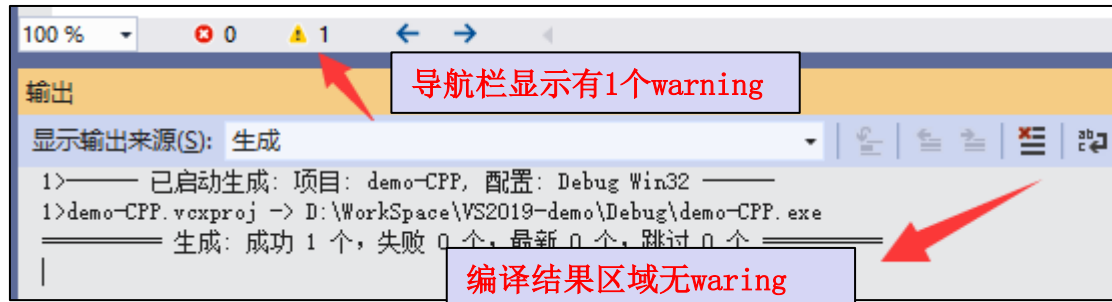 100 %
0
1
导航栏显示有1个warning
输出
显示输出来源(S): 生成
1>—— 已启动生成: 项目: demo-CPP, 配置: Debug Win32 ——
1>demo-CPP.vcxproj -> D:\WorkSpace\VS2019-demo\Debug\demo-CPP.exe
========== 生成: 成功 1 个，失败 0 个，最新 0 个，跳过 0 个 ==========
编译结果区域无waring